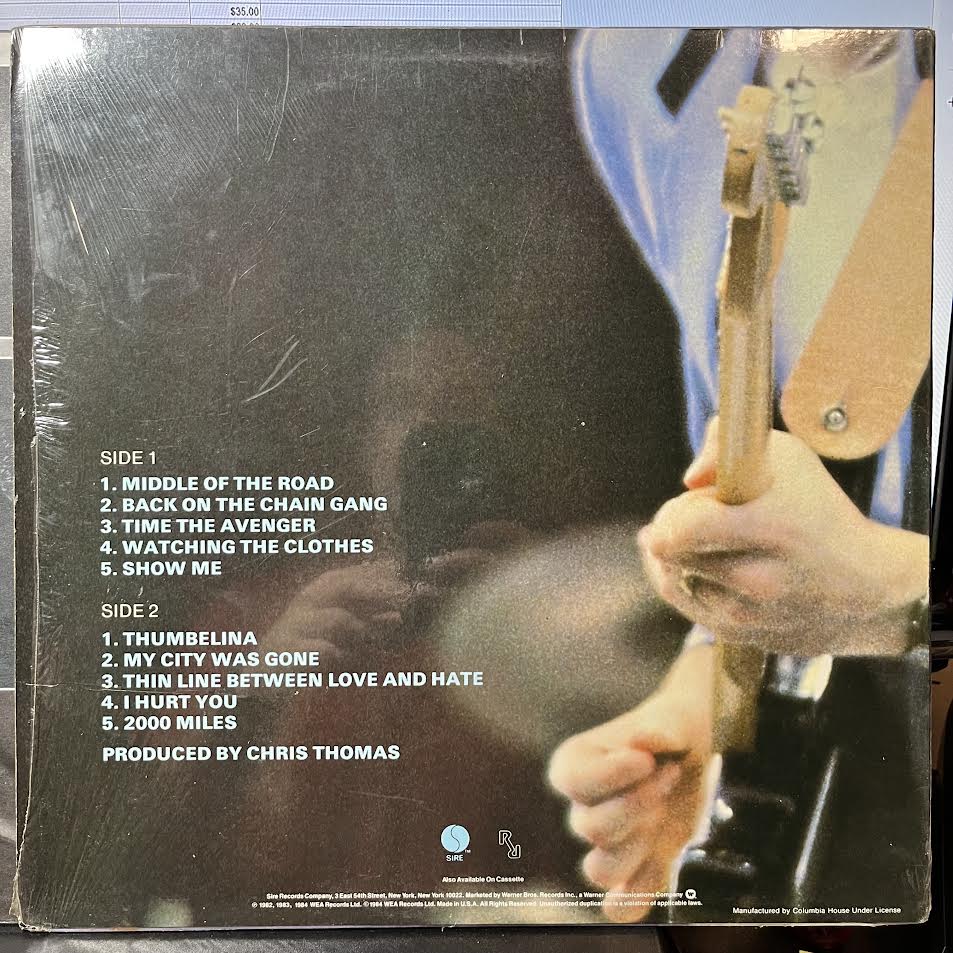 $35.00
SIDE 1
1. MIDDLE OF THE ROAD
2. BACK ON THE CHAIN GANG
3. TIME THE AVENGER
4. WATCHING THE CLOTHES
5. SHOW ME
SIDE 2
1. THUMBELINA
2. MY CITY WAS GONE
3. THIN LINE BETWEEN LOVE AND HATE
4. I HURT YOU
5. 2000 MILES
PRODUCED BY CHRIS THOMAS
SIRE ™
Also Available On Cassette
Sire Records Company, 3 East 54th Street, New York, New York 10022. Marketed by Warner Bros. Records Inc., a Warner Communications Company
℗ 1982, 1983, 1984 WEA Records Ltd. © 1984 WEA Records Ltd. Made in U.S.A. All Rights Reserved. Unauthorized duplication is a violation of applicable laws.
Manufactured by Columbia House Under License